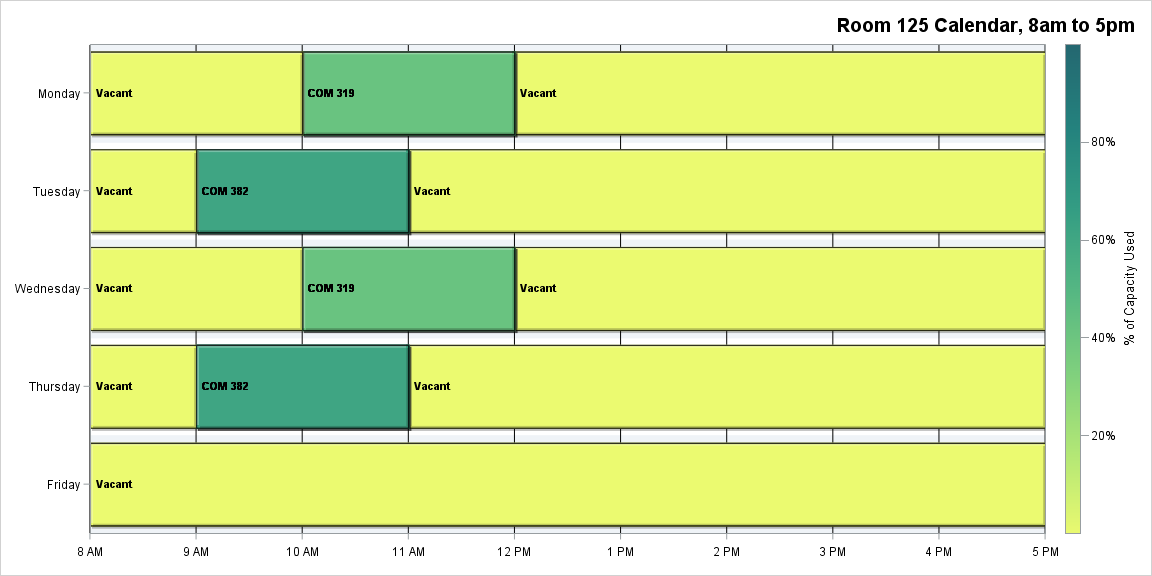 Room 125 Calendar, 8am to 5pm
Monday Vacant COM 319 Vacant
Tuesday Vacant COM 382 Vacant
Wednesday Vacant COM 319 Vacant
Thursday Vacant COM 382 Vacant
Friday Vacant
8 AM 9 AM 10 AM 11 AM 12 PM 1 PM 2 PM 3 PM 4 PM 5 PM
80%
60%
40%
20%
% of Capacity Used